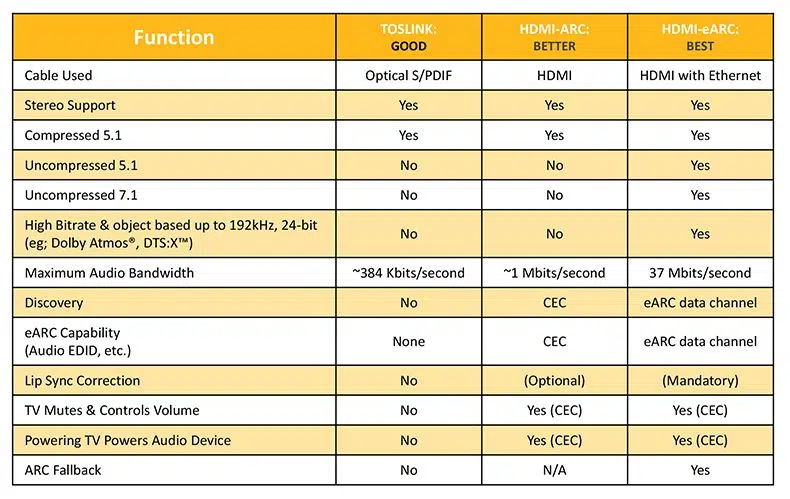 Function TOSLINK: HDMI-ARC: HDMI-eARC:
GOOD BETTER BEST
Cable Used Optical S/PDIF HDMI HDMI with Ethernet
Stereo Support Yes Yes Yes
Compressed 5.1 Yes Yes Yes
Uncompressed 5.1 No No Yes
Uncompressed 7.1 No No Yes
High Bitrate & object based up to 192kHz, 24-bit
(eg; Dolby Atmos®, DTS:X™) No No Yes
Maximum Audio Bandwidth ~384 Kbits/second ~1 Mbits/second 37 Mbits/second
Discovery No CEC eARC data channel
eARC Capability
(Audio EDID, etc.) None CEC eARC data channel
Lip Sync Correction No (Optional) (Mandatory)
TV Mutes & Controls Volume No Yes (CEC) Yes (CEC)
Powering TV Powers Audio Device No Yes (CEC) Yes (CEC)
ARC Fallback No N/A Yes